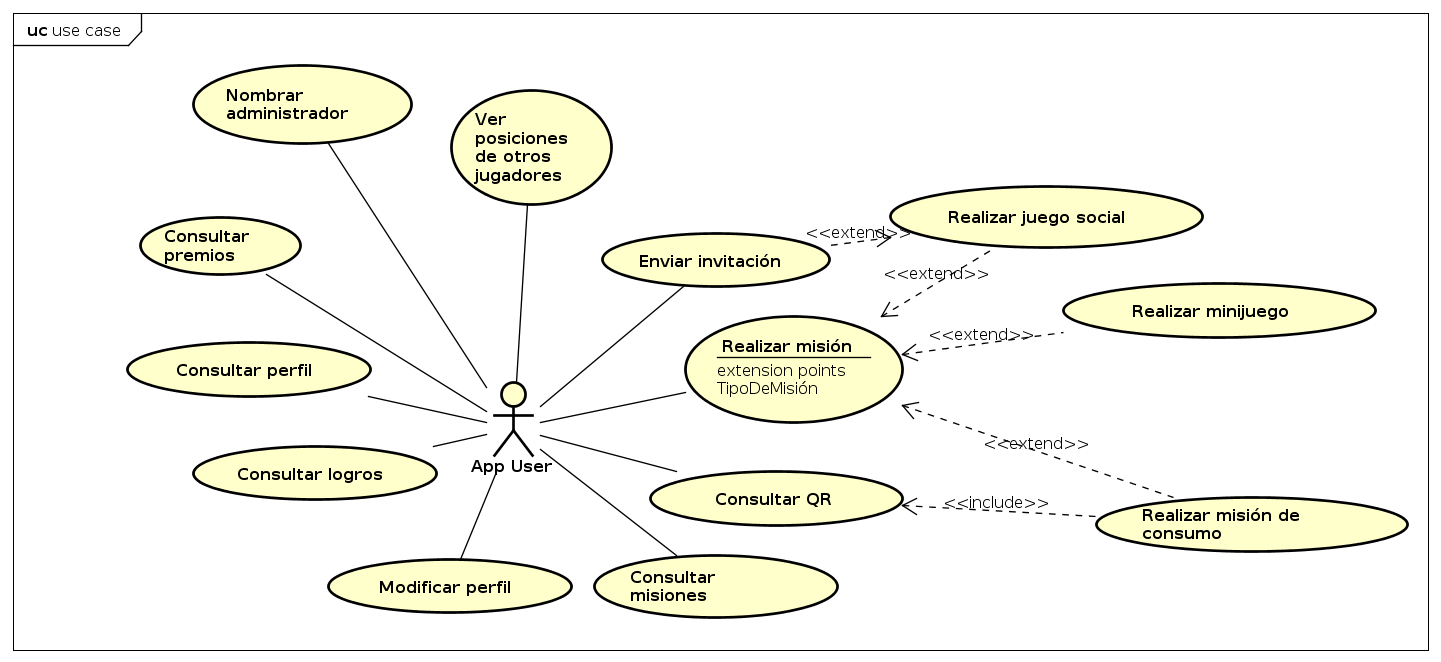 uc use case
Nombrar
administrador
Ver
posiciones
de otros
jugadores
Consultar
premios
Enviar invitación
<<extend>>
Realizar juego social
<<extend>>
Realizar minijuego
<<extend>>
Realizar misión
extension points
TipoDeMisión
Consultar perfil
App User
<<extend>>
Consultar logros
Consultar QR
<<include>>
Realizar misión de
consumo
Modificar perfil
Consultar
misiones